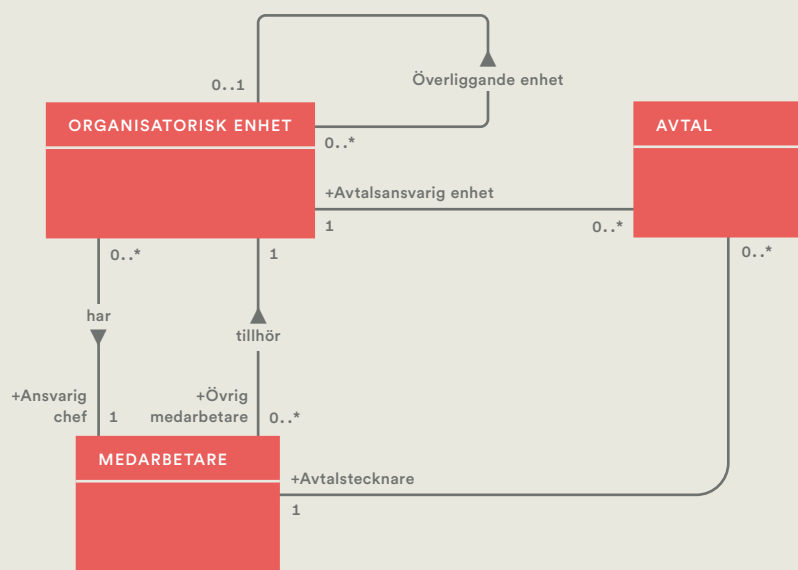 0..1
Överliggande enhet
ORGANISATORISK ENHET
0..*
AVTAL
+Avtalsansvarig enhet
1
0..*
0..*
1
0..*
har
tillhör
+Ansvarig
chef
1
+Övrig
medarbetare
0..*
MEDARBETARE
+Avtalstecknare
1